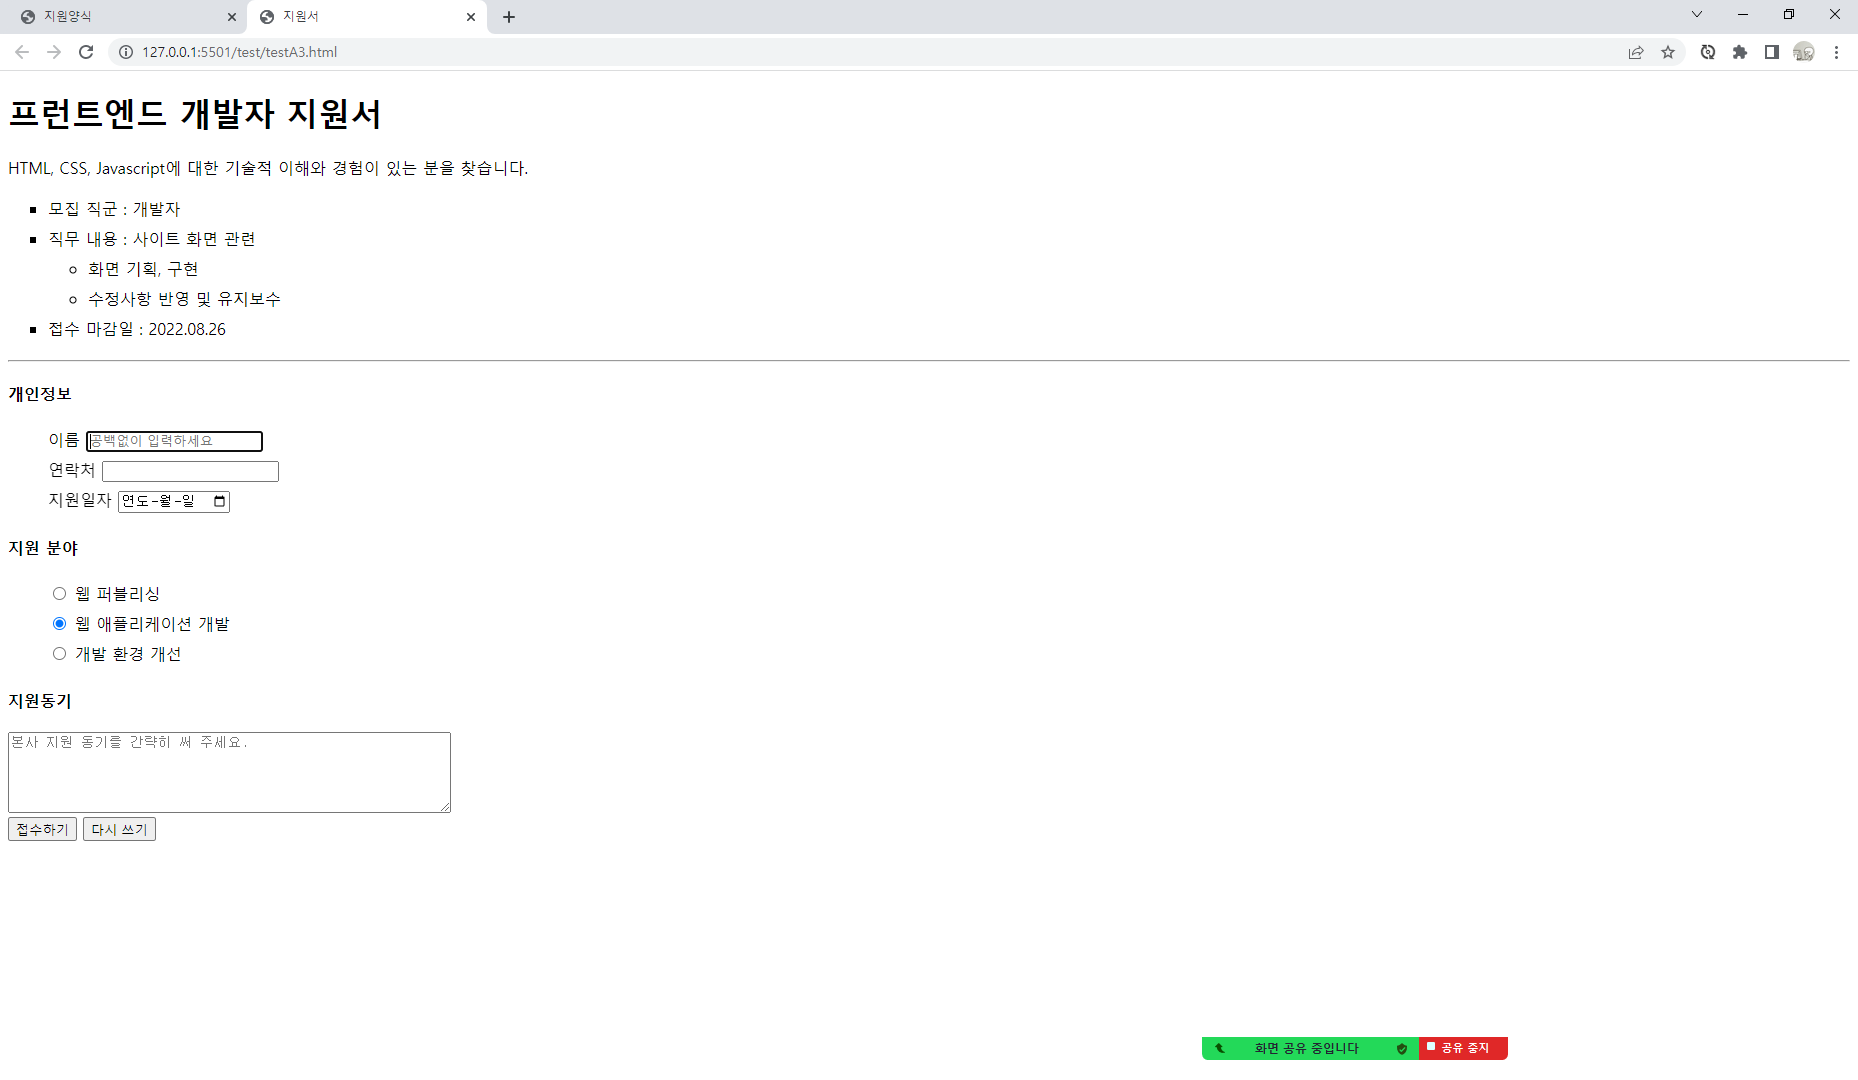 지원양식
지원서
127.0.0.1:5501/test/testA3.html
프런트엔드 개발자 지원서
HTML, CSS, Javascript에 대한 기술적 이해와 경험이 있는 분을 찾습니다.
모집 직군 : 개발자
직무 내용 : 사이트 화면 관련
화면 기획, 구현
수정사항 반영 및 유지보수
접수 마감일 : 2022.08.26
개인정보
이름 공백없이 입력하세요
연락처
지원일자 연도-월-일
지원 분야
웹 퍼블리싱
웹 애플리케이션 개발
개발 환경 개선
지원동기
본사 지원 동기를 간략히 써 주세요.
접수하기 다시 쓰기
화면 공유 중입니다 공유 중지